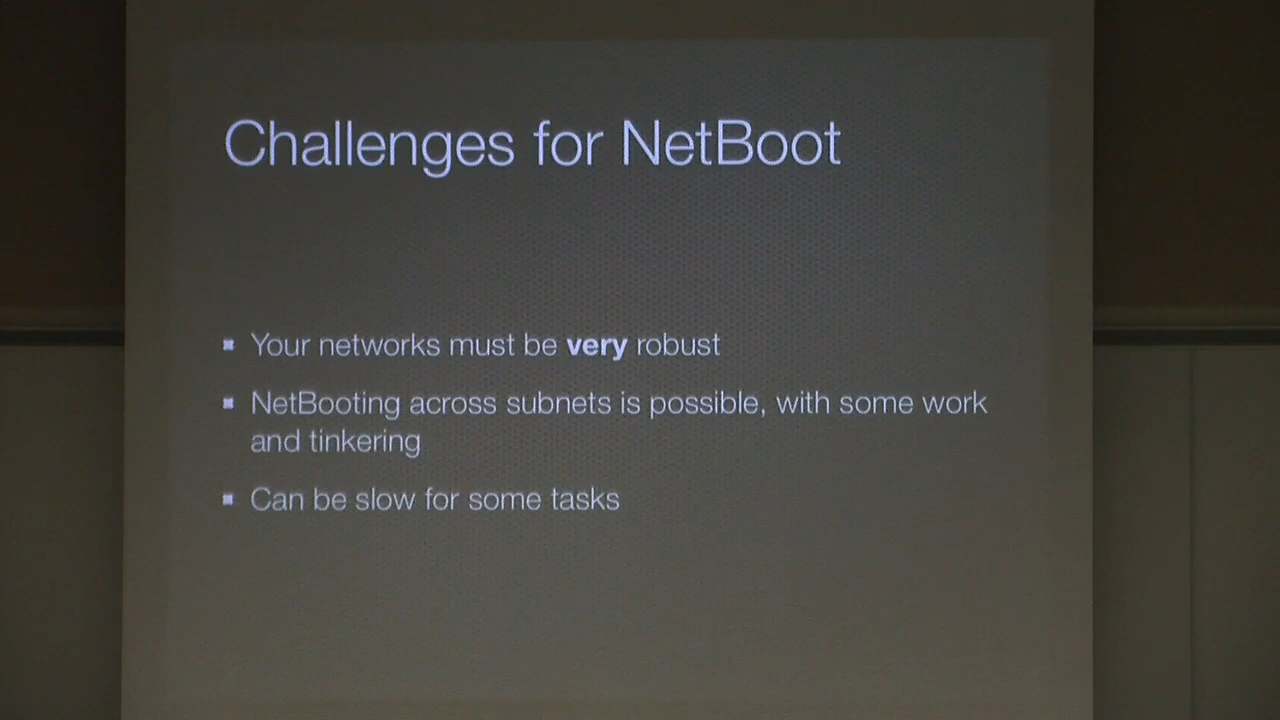 Challenges for NetBoot
Your networks must be very robust
NetBooting across subnets is possible, with some work
and tinkering
Can be slow for some tasks